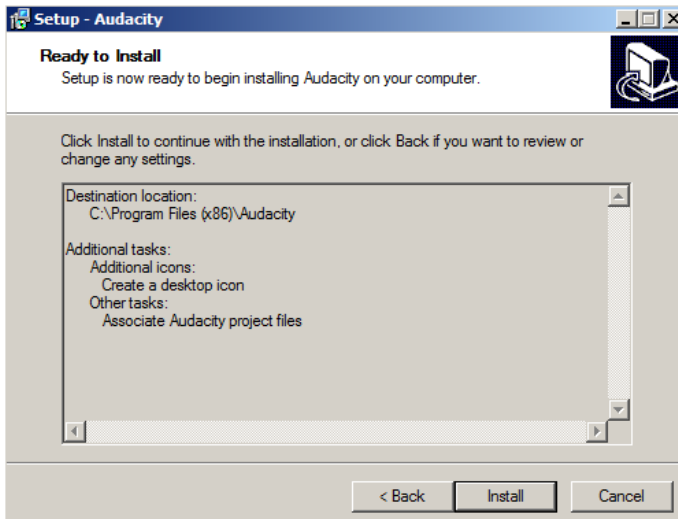 Setup - Audacity
Ready to Install
Setup is now ready to begin installing Audacity on your computer.
Click Install to continue with the installation, or click Back if you want to review or
change any settings.
Destination location:
C:\Program Files (x86)\Audacity
Additional tasks:
Additional icons:
Create a desktop icon
Other tasks:
Associate Audacity project files
< Back
Install
Cancel